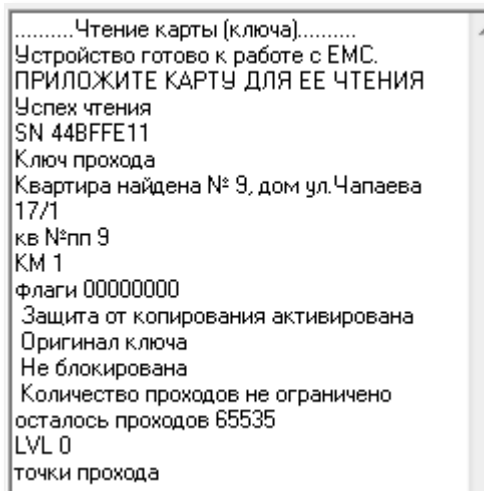 ..........Чтение карты (ключа)..........
Устройство готово к работе с EMC.
ПРИЛОЖИТЕ КАРТУ ДЛЯ ЕЕ ЧТЕНИЯ
Успех чтения
SN 44BFFE11
Ключ прохода
Квартира найдена № 9, дом ул.Чапаева
17/1
кв №пп 9
КМ 1
флаги 00000000
Защита от копирования активирована
Оригинал ключа
Не блокирована
Количество проходов не ограничено
осталось проходов 65535
LVL 0
точки прохода